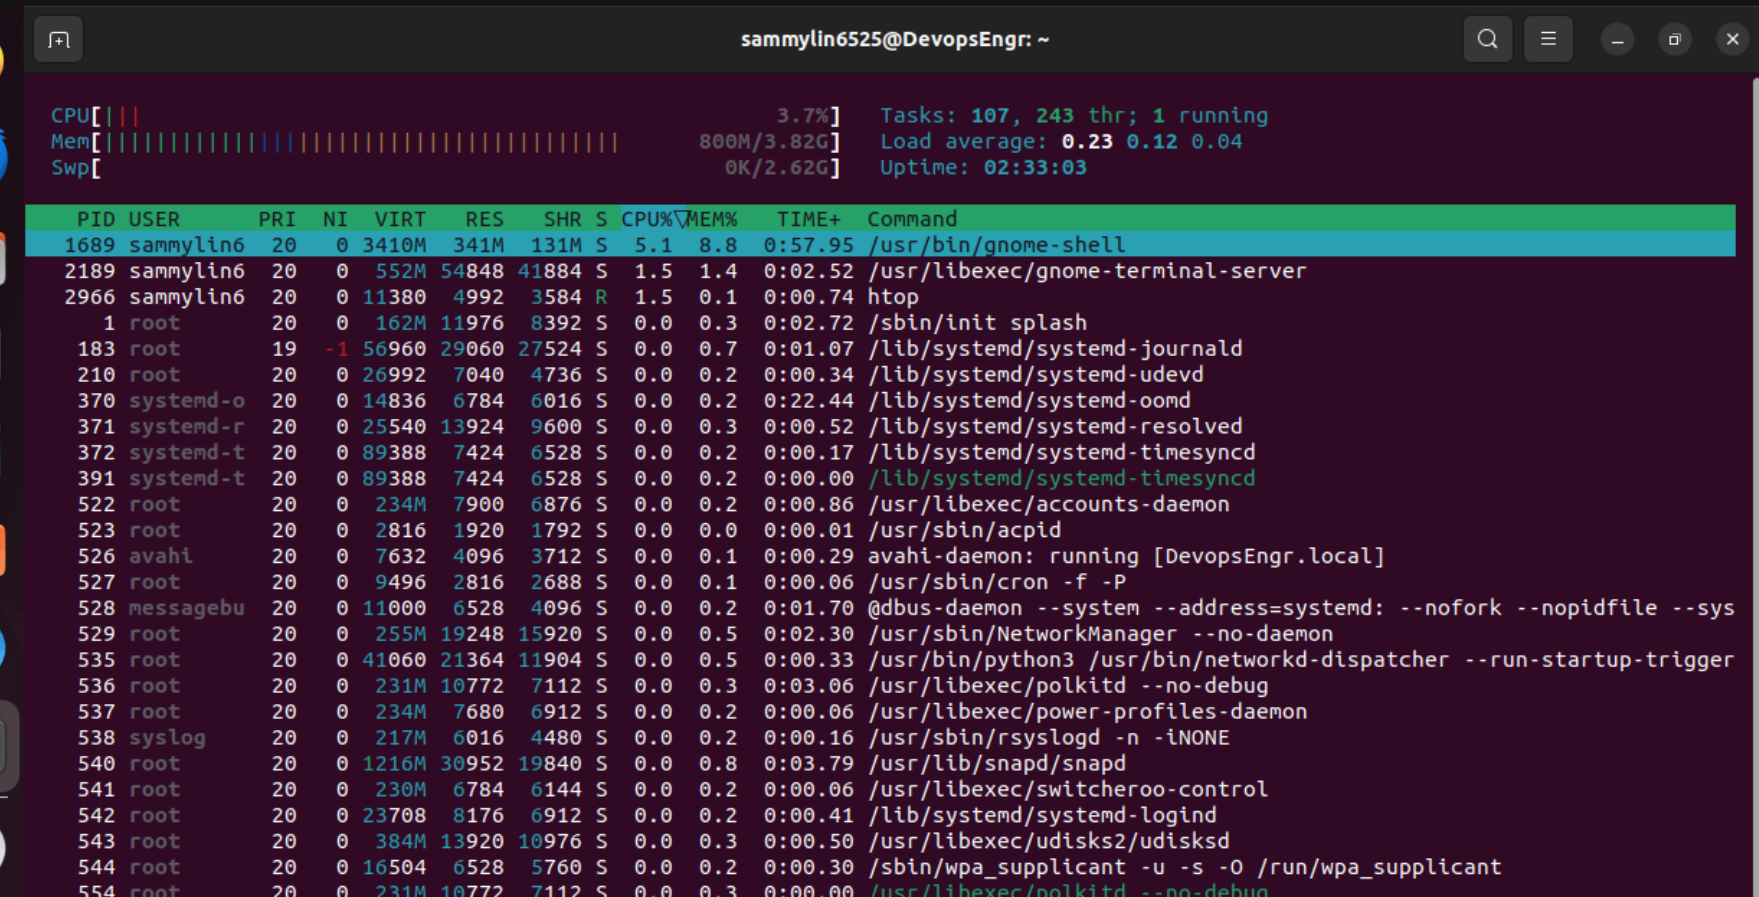 sammylin6525@DevopsEngr: ~
CPU[||| 3.7%] Tasks: 107, 243 thr; 1 running
Mem[|||||||||||||||||||||||||||||||||||||||| 800M/3.82G] Load average: 0.23 0.12 0.04
Swp[ 0K/2.62G] Uptime: 02:33:03
PID USER PRI NI VIRT RES SHR S CPU%▽MEM% TIME+ Command
1689 sammylin6 20 0 3410M 341M 131M S 5.1 8.8 0:57.95 /usr/bin/gnome-shell
2189 sammylin6 20 0 552M 54848 41884 S 1.5 1.4 0:02.52 /usr/libexec/gnome-terminal-server
2966 sammylin6 20 0 11380 4992 3584 R 1.5 0.1 0:00.74 htop
1 root 20 0 162M 11976 8392 S 0.0 0.3 0:02.72 /sbin/init splash
183 root 19 -1 56960 29060 27524 S 0.0 0.7 0:01.07 /lib/systemd/systemd-journald
210 root 20 0 26992 7040 4736 S 0.0 0.2 0:00.34 /lib/systemd/systemd-udevd
370 systemd-o 20 0 14836 6784 6016 S 0.0 0.2 0:22.44 /lib/systemd/systemd-oomd
371 systemd-r 20 0 25540 13924 9600 S 0.0 0.3 0:00.52 /lib/systemd/systemd-resolved
372 systemd-t 20 0 89388 7424 6528 S 0.0 0.2 0:00.17 /lib/systemd/systemd-timesyncd
391 systemd-t 20 0 89388 7424 6528 S 0.0 0.2 0:00.00 /lib/systemd/systemd-timesyncd
522 root 20 0 234M 7900 6876 S 0.0 0.2 0:00.86 /usr/libexec/accounts-daemon
523 root 20 0 2816 1920 1792 S 0.0 0.0 0:00.01 /usr/sbin/acpid
526 avahi 20 0 7632 4096 3712 S 0.0 0.1 0:00.29 avahi-daemon: running [DevopsEngr.local]
527 root 20 0 9496 2816 2688 S 0.0 0.1 0:00.06 /usr/sbin/cron -f -P
528 messagebu 20 0 11000 6528 4096 S 0.0 0.2 0:01.70 @dbus-daemon --system --address=systemd: --nofork --nopidfile --sys
529 root 20 0 255M 19248 15920 S 0.0 0.5 0:02.30 /usr/sbin/NetworkManager --no-daemon
535 root 20 0 41060 21364 11904 S 0.0 0.5 0:00.33 /usr/bin/python3 /usr/bin/networkd-dispatcher --run-startup-trigger
536 root 20 0 231M 10772 7112 S 0.0 0.3 0:03.06 /usr/libexec/polkitd --no-debug
537 root 20 0 234M 7680 6912 S 0.0 0.2 0:00.06 /usr/libexec/power-profiles-daemon
538 syslog 20 0 217M 6016 4480 S 0.0 0.2 0:00.16 /usr/sbin/rsyslogd -n -iNONE
540 root 20 0 1216M 30952 19840 S 0.0 0.8 0:03.79 /usr/lib/snapd/snapd
541 root 20 0 230M 6784 6144 S 0.0 0.2 0:00.06 /usr/libexec/switcheroo-control
542 root 20 0 23708 8176 6912 S 0.0 0.2 0:00.41 /lib/systemd/systemd-logind
543 root 20 0 384M 13920 10976 S 0.0 0.3 0:00.50 /usr/libexec/udisks2/udisksd
544 root 20 0 16504 6528 5760 S 0.0 0.2 0:00.30 /sbin/wpa_supplicant -u -s -O /run/wpa_supplicant
554 root 20 0 231M 10772 7112 S 0.0 0.3 0:00.00 /usr/libexec/polkitd --no-debug